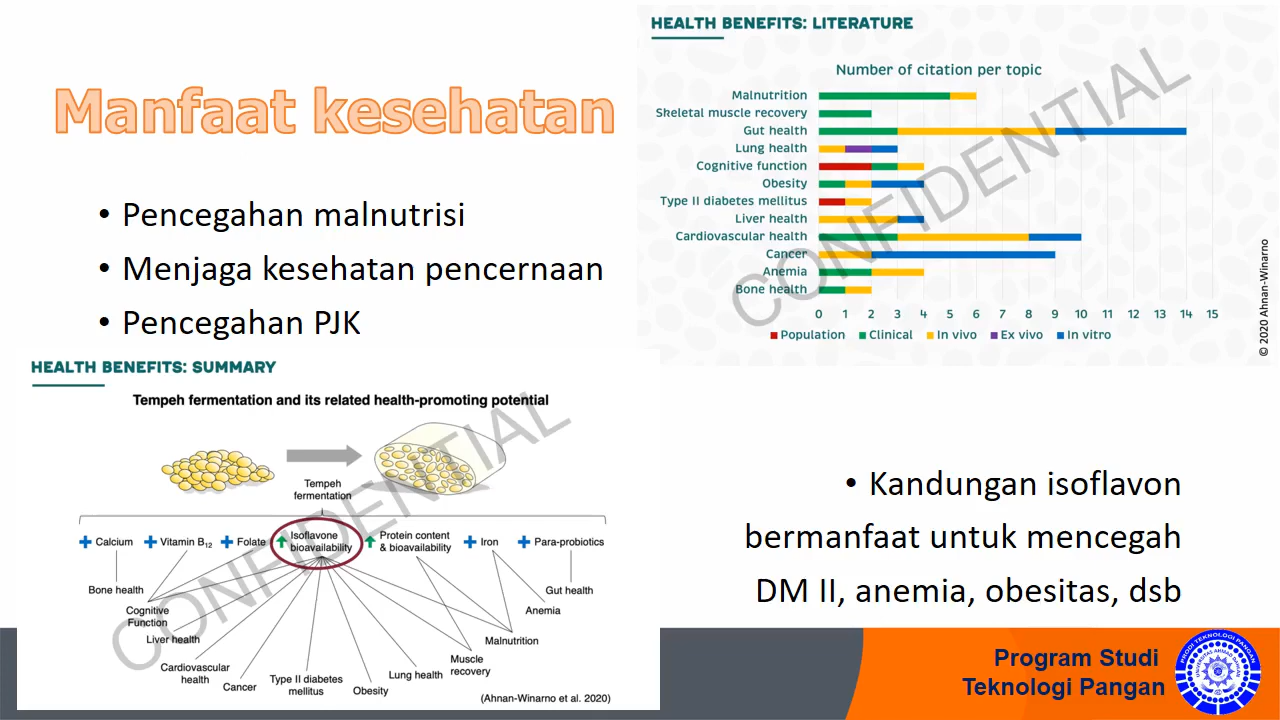 Manfaat kesehatan
• Pencegahan malnutrisi
• Menjaga kesehatan pencernaan
• Pencegahan PJK
HEALTH BENEFITS: LITERATURE
Number of citation per topic
Malnutrition
Skeletal muscle recovery
Gut health
Lung health
Cognitive function
Obesity
Type II diabetes mellitus
Liver health
Cardiovascular health
Cancer
Anemia
Bone health
0 1 2 3 4 5 6 7 8 9 10 11 12 13 14 15
Population Clinical In vivo Ex vivo In vitro
CONFIDENTIAL
© 2020 Ahnan-Winarno
HEALTH BENEFITS: SUMMARY
Tempeh fermentation and its related health-promoting potential
Tempeh
fermentation
Calcium
Vitamin B12
Folate
Isoflavone
bioavailability
Protein content
& bioavailability
Iron
Para-probiotics
Bone health
Cognitive
Function
Liver health
Cardiovascular
health
Cancer
Type II diabetes
mellitus
Obesity
Lung health
Muscle
recovery
Malnutrition
Anemia
Gut health
(Ahnan-Winarno et al. 2020)
CONFIDENTIAL
• Kandungan isoflavon
bermanfaat untuk mencegah
DM II, anemia, obesitas, dsb
Program Studi
Teknologi Pangan
PRODI TEKNOLOGI PANGAN
UNIVERSITAS AHMAD DAHLAN